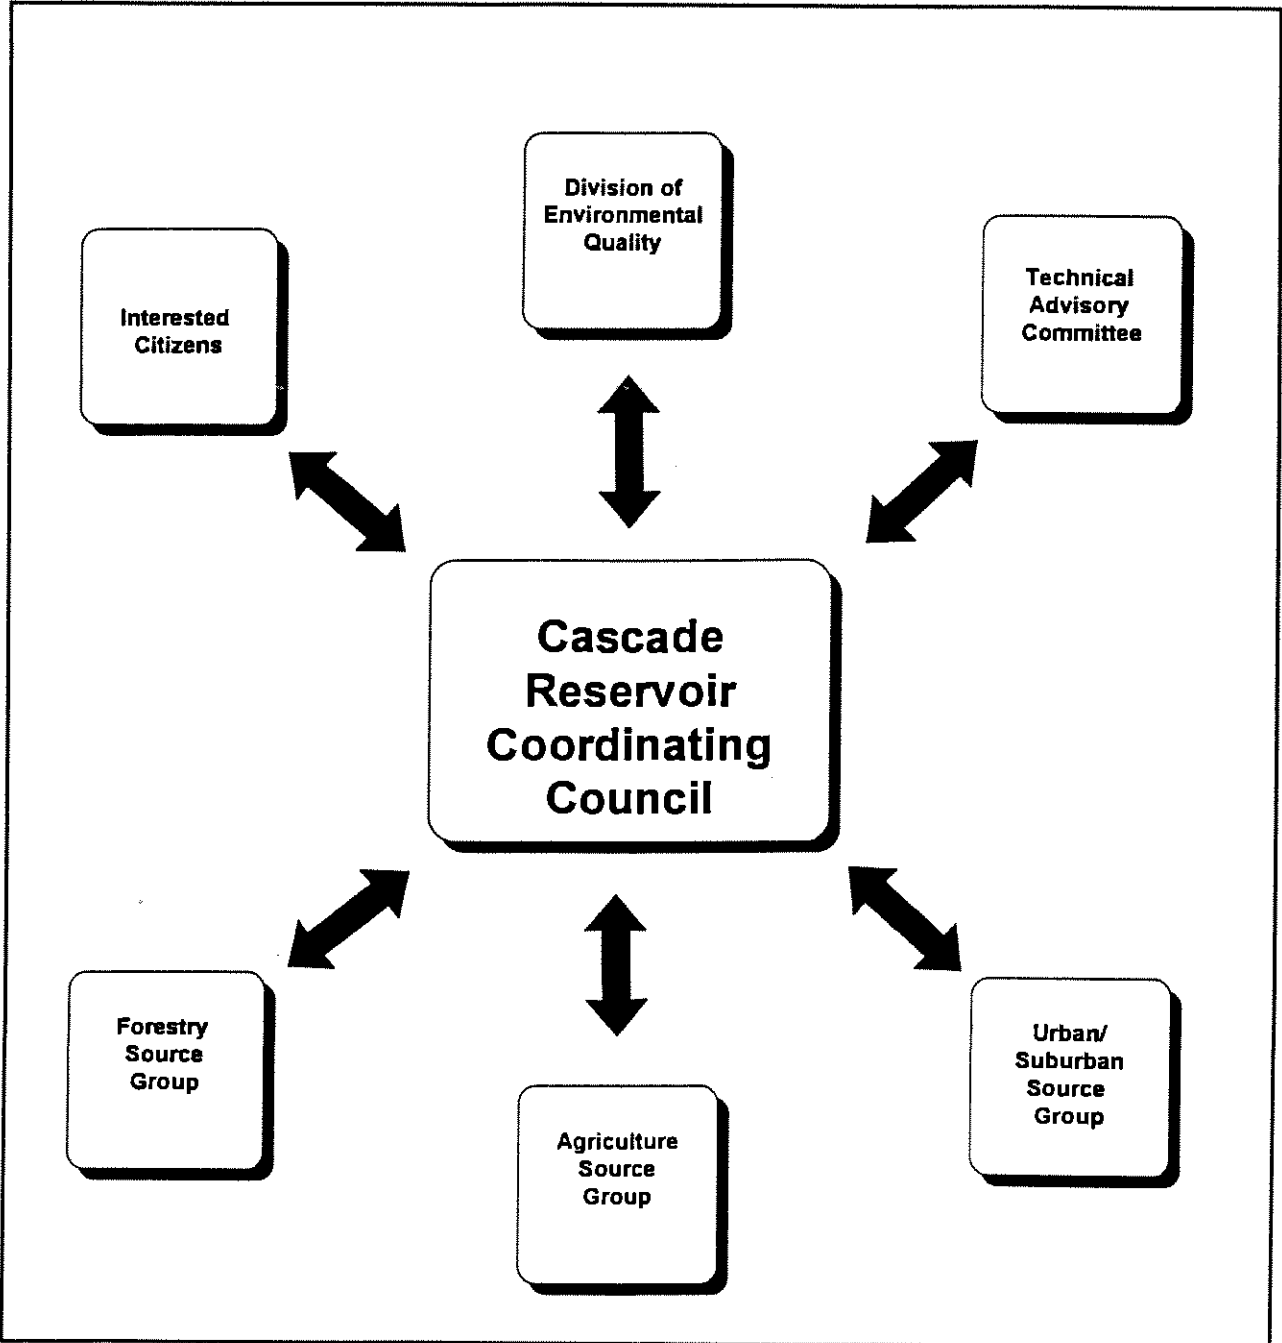 Division of
Environmental
Quality
Interested
Citizens
Technical
Advisory
Committee
Cascade
Reservoir
Coordinating
Council
Forestry
Source
Group
Agriculture
Source
Group
Urban/
Suburban
Source
Group